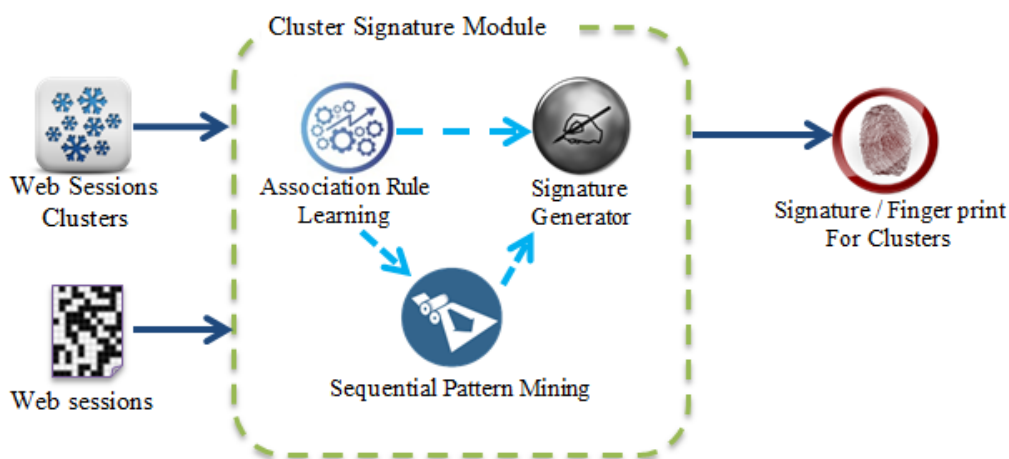 Cluster Signature Module
Web Sessions
Clusters
Association Rule
Learning
Signature
Generator
Signature / Finger print
For Clusters
Sequential Pattern Mining
Web sessions